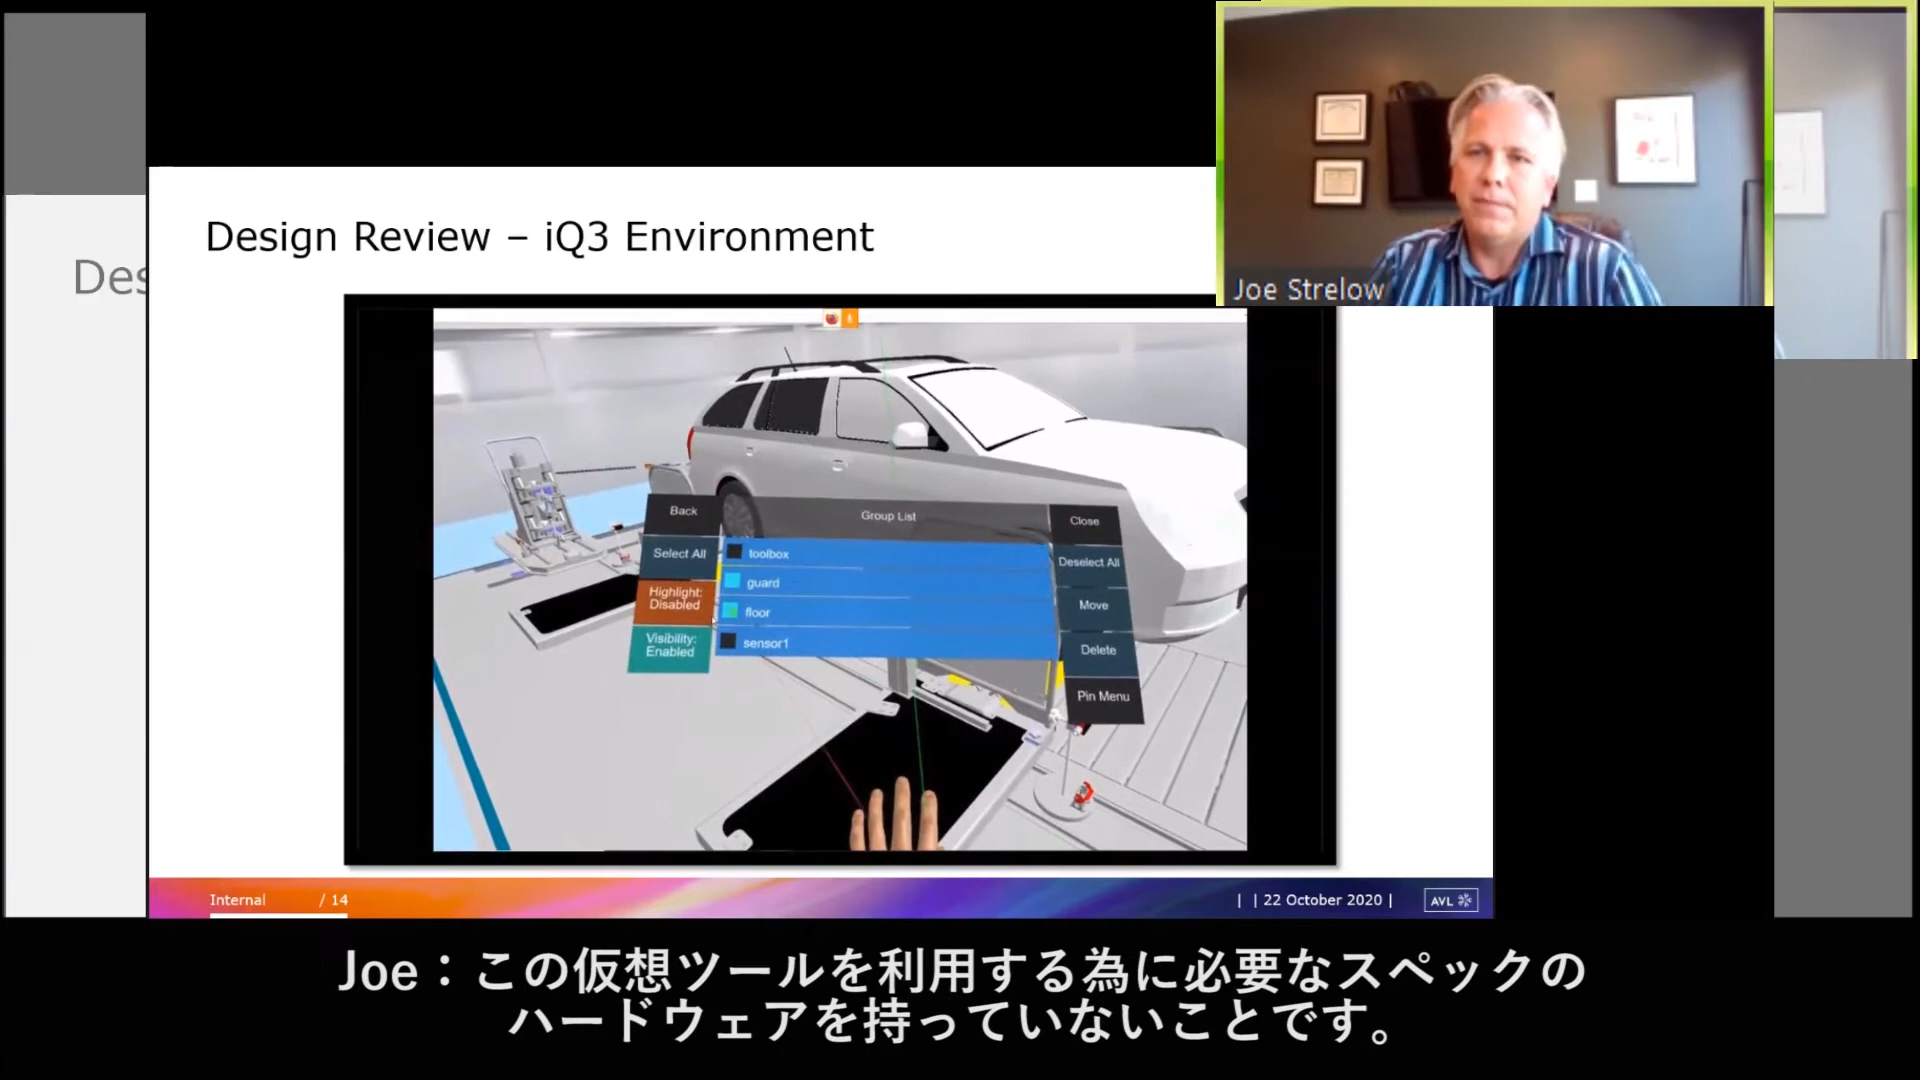 Des
Design Review – iQ3 Environment
Joe Strelow
Back
Group List
Close
Select All
toolbox
Deselect All
guard
Highlight:
Disabled
floor
Move
Visibility:
Enabled
sensor1
Delete
Pin Menu
Internal / 14
| | 22 October 2020 |
AVL
Joe：この仮想ツールを利用する為に必要なスペックの
ハードウェアを持っていないことです。